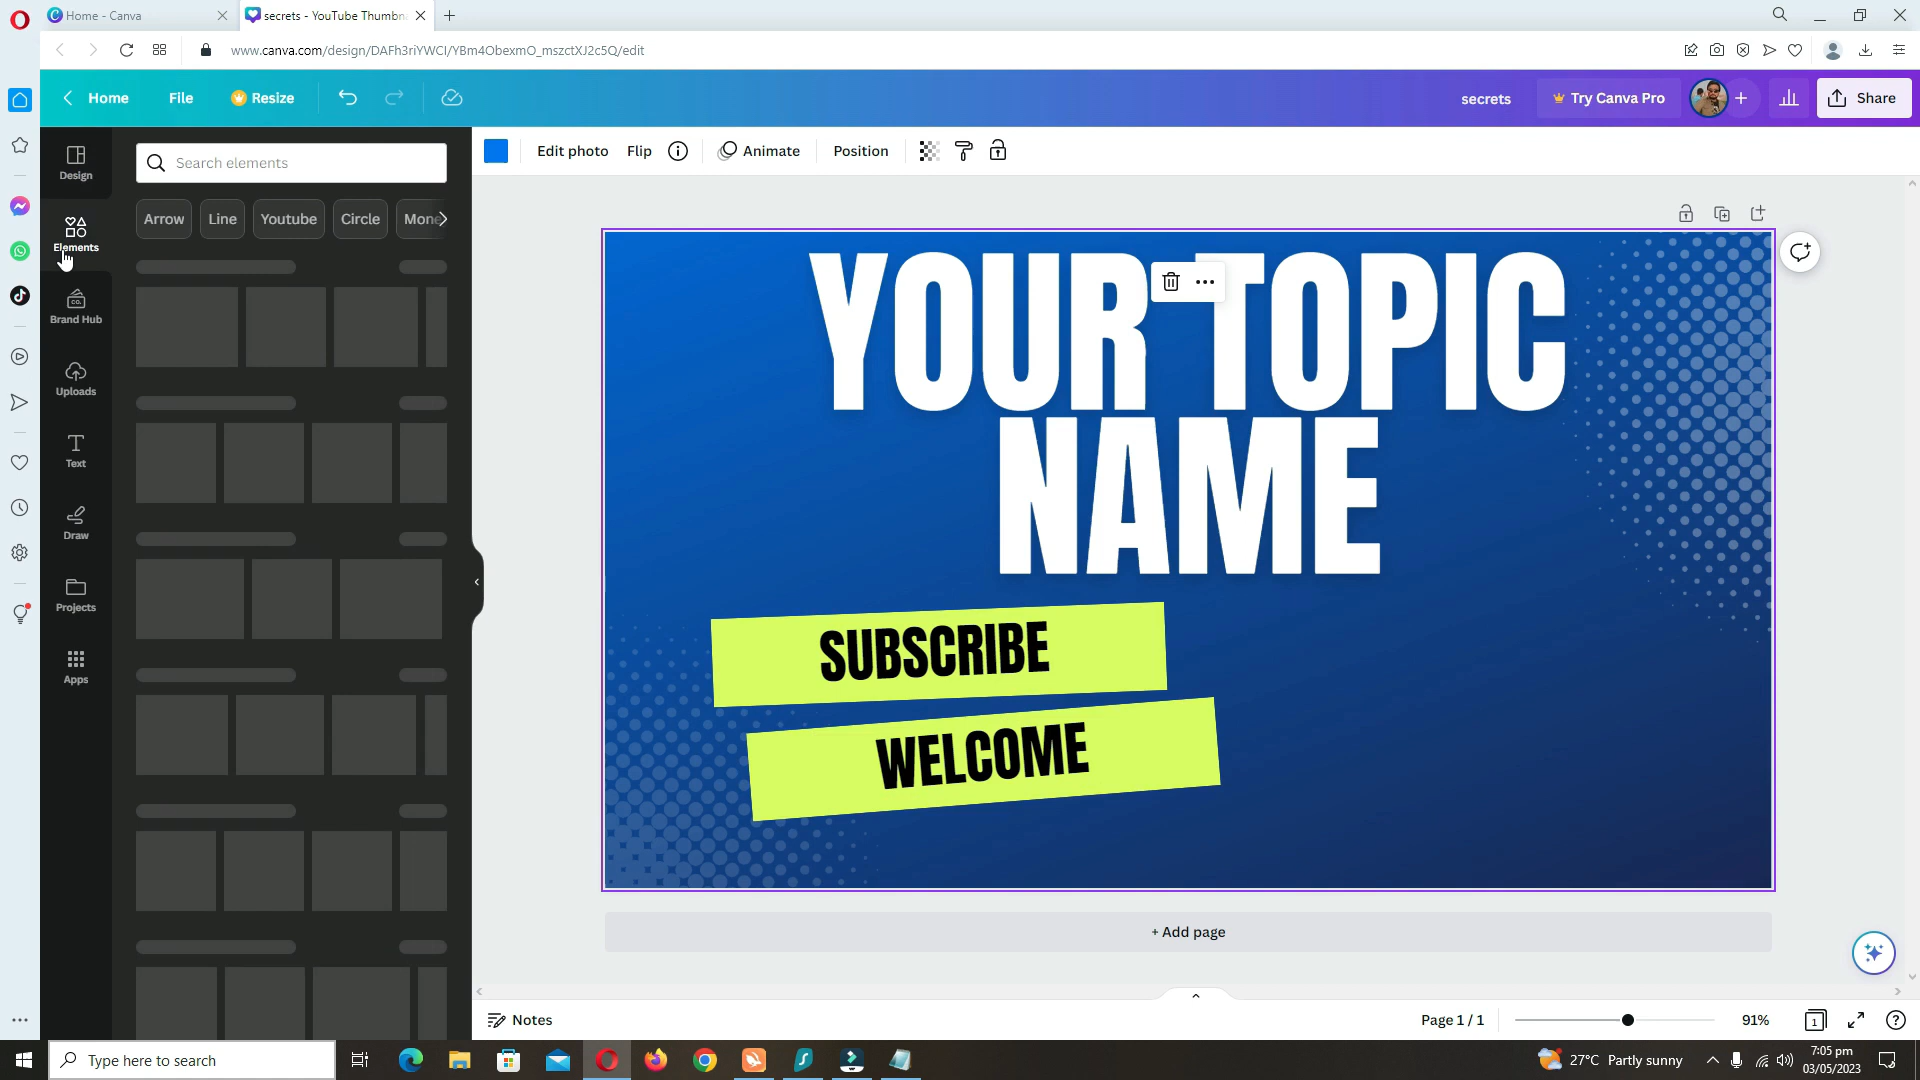 Home - Canva
secrets - YouTube Thumbn
www.canva.com/design/DAFh3riYWCI/YBm4ObexmO_mszctXJ2c5Q/edit
Home
File
Resize
secrets
Try Canva Pro
Share
Design
Elements
Brand Hub
Uploads
Text
Draw
Projects
Apps
Search elements
Arrow
Line
Youtube
Circle
Mone
Edit photo
Flip
Animate
Position
YOUR TOPIC
NAME
SUBSCRIBE
WELCOME
+ Add page
Notes
Page 1 / 1
91%
1
Type here to search
27°C Partly sunny
7:05 pm
03/05/2023